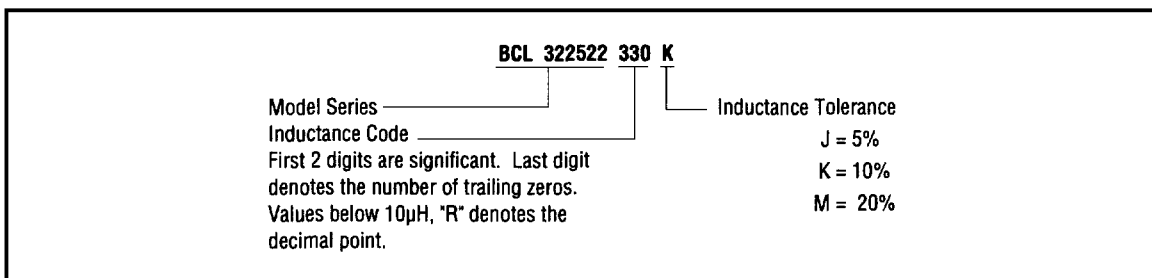 BCL 322522 330 K
Model Series
Inductance Code
First 2 digits are significant. Last digit
denotes the number of trailing zeros.
Values below 10µH, "R" denotes the
decimal point.
Inductance Tolerance
J = 5%
K = 10%
M = 20%